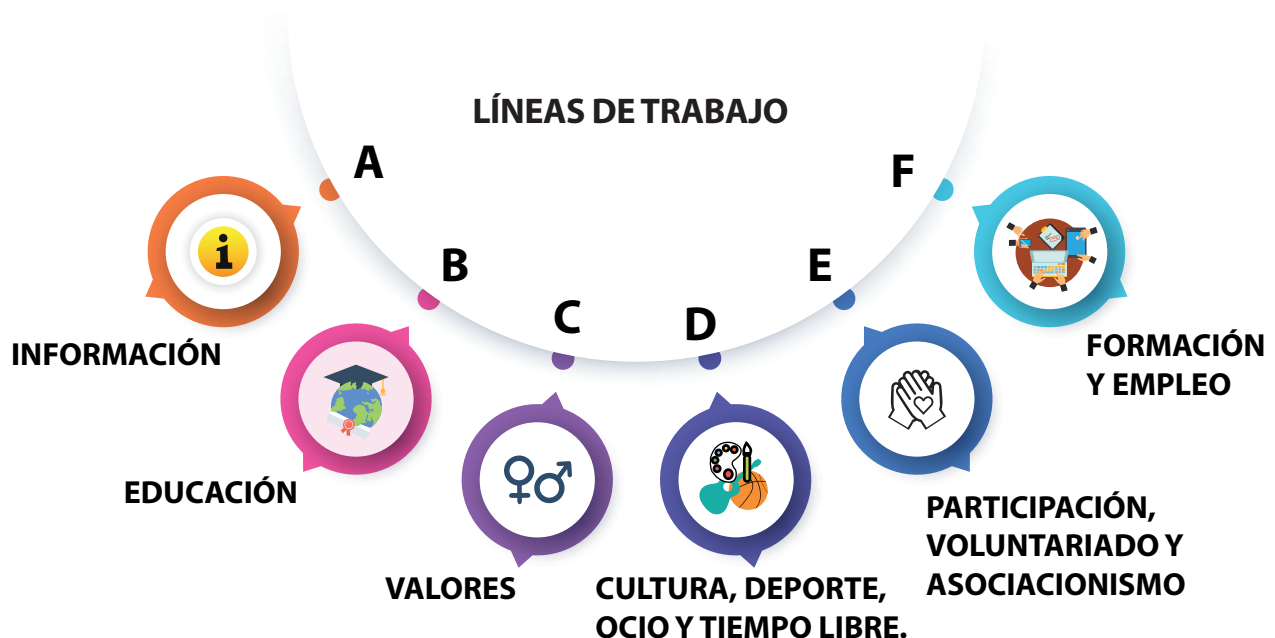 LÍNEAS DE TRABAJO
A
INFORMACIÓN
B
EDUCACIÓN
C
VALORES
D
CULTURA, DEPORTE,
OCIO Y TIEMPO LIBRE.
E
PARTICIPACIÓN,
VOLUNTARIADO Y
ASOCIACIONISMO
F
FORMACIÓN
Y EMPLEO